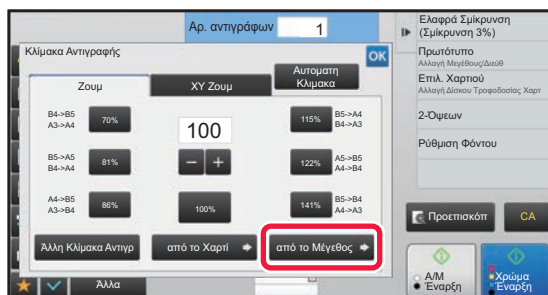 Αρ. αντιγράφων
1
Κλίμακα Αντιγραφής
OK
Ζουμ
ΧΥ Ζουμ
Αυτοματη
Κλιμακα
B4->B5
A3->A4
70%
100
115%
B5->A4
B4->A3
B5->A5
B4->A4
81%
122%
A5->B5
A4->B4
A4->B5
A3->B4
86%
100%
141%
B5->B4
A4->A3
Άλλη Κλίμακα Αντιγρ
από το Χαρτί
από το Μέγεθος
Άλλα
Ελαφρά Σμίκρυνση
(Σμίκρυνση 3%)
Πρωτότυπο
Αλλαγή Μεγέθους/Διεύθ
Επιλ. Χαρτιού
Αλλαγή Δίσκου Τροφοδοσίας Χαρτ
2-Όψεων
Ρύθμιση Φόντου
Προεπισκόπ
CA
Α/Μ
Έναρξη
Χρώμα
Έναρξη